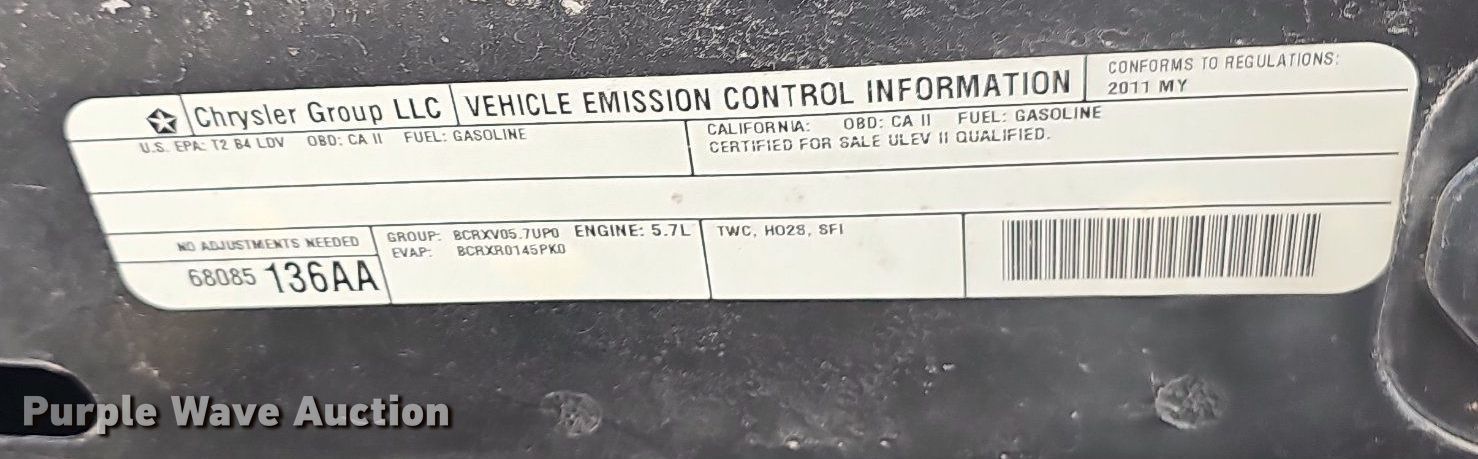 Chrysler Group LLC
VEHICLE EMISSION CONTROL INFORMATION
CONFORMS TO REGULATIONS:
2011 MY
U.S. EPA: T2 B4 LDV OBD: CA II FUEL: GASOLINE
CALIFORNIA: OBD: CA II FUEL: GASOLINE
CERTIFIED FOR SALE ULEV II QUALIFIED.
NO ADJUSTMENTS NEEDED
68085 136AA
GROUP: BCRXV05.7UP0 ENGINE: 5.7L
EVAP: BCRXR0145PK0
TWC, HO2S, SFI
Purple Wave Auction